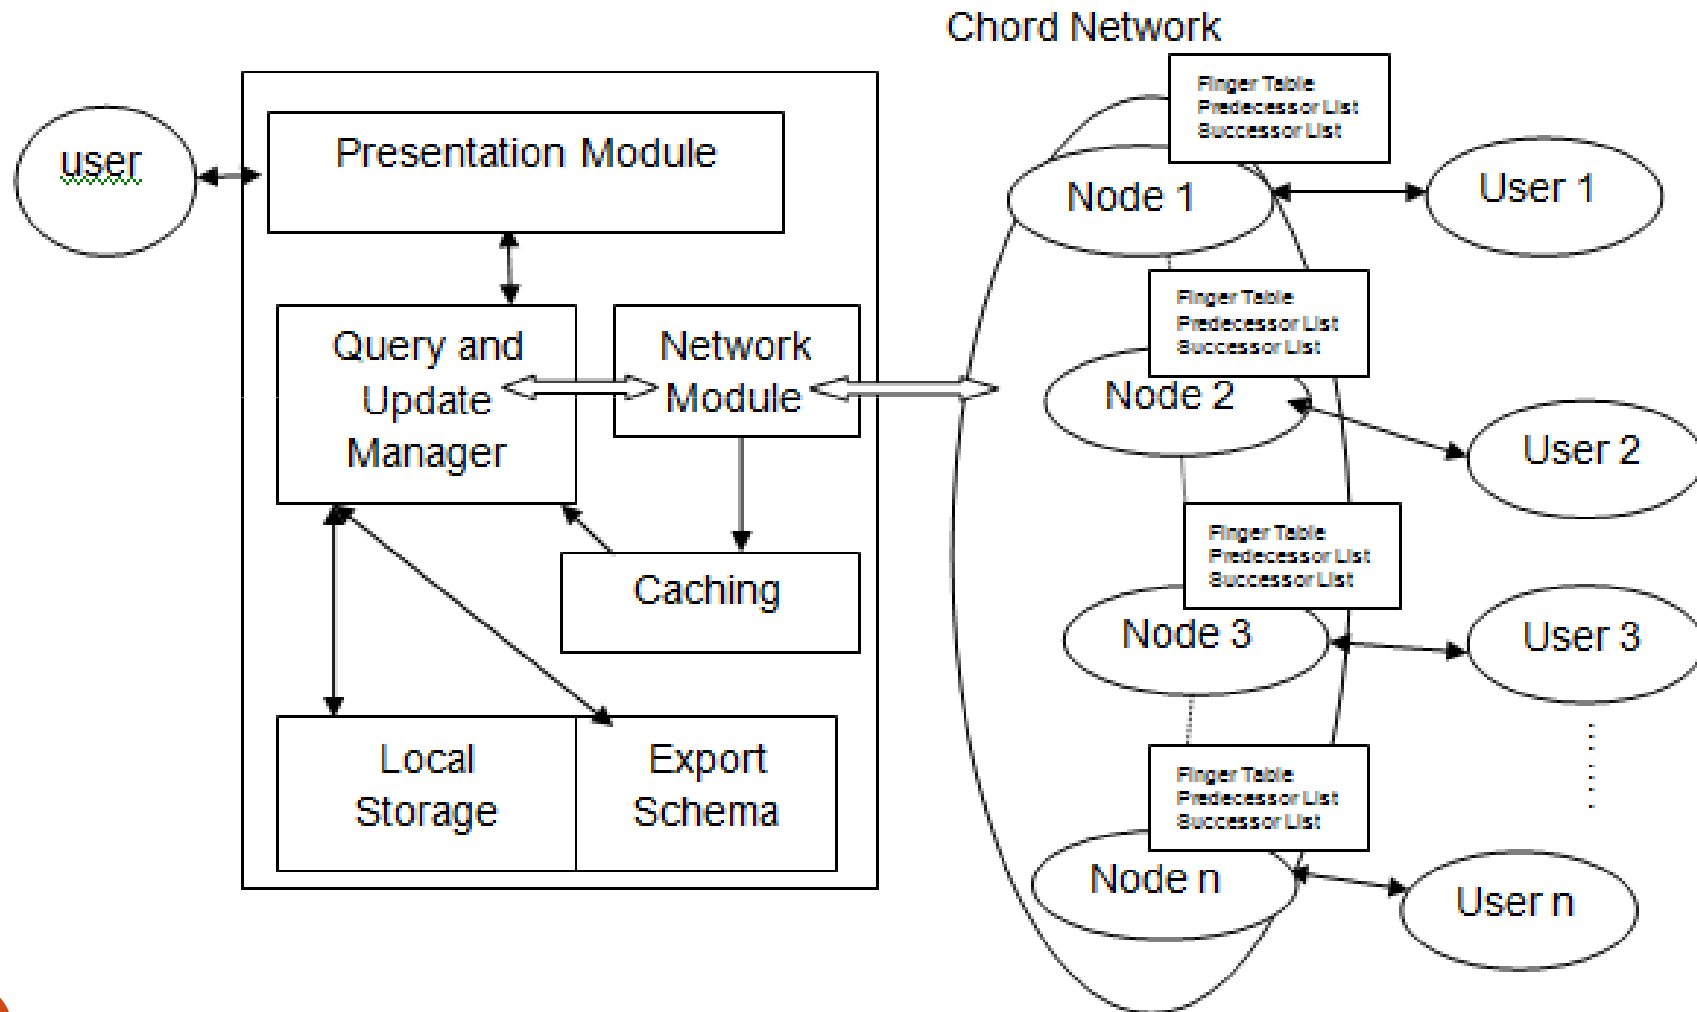 Chord Network
Finger Table
Predecessor List
Successor List
user
Presentation Module
Node 1
User 1
Query and
Update
Manager
Network
Module
Finger Table
Predecessor List
Successor List
Node 2
User 2
Caching
Finger Table
Predecessor List
Successor List
Node 3
User 3
Local
Storage
Export
Schema
Finger Table
Predecessor List
Successor List
Node n
User n